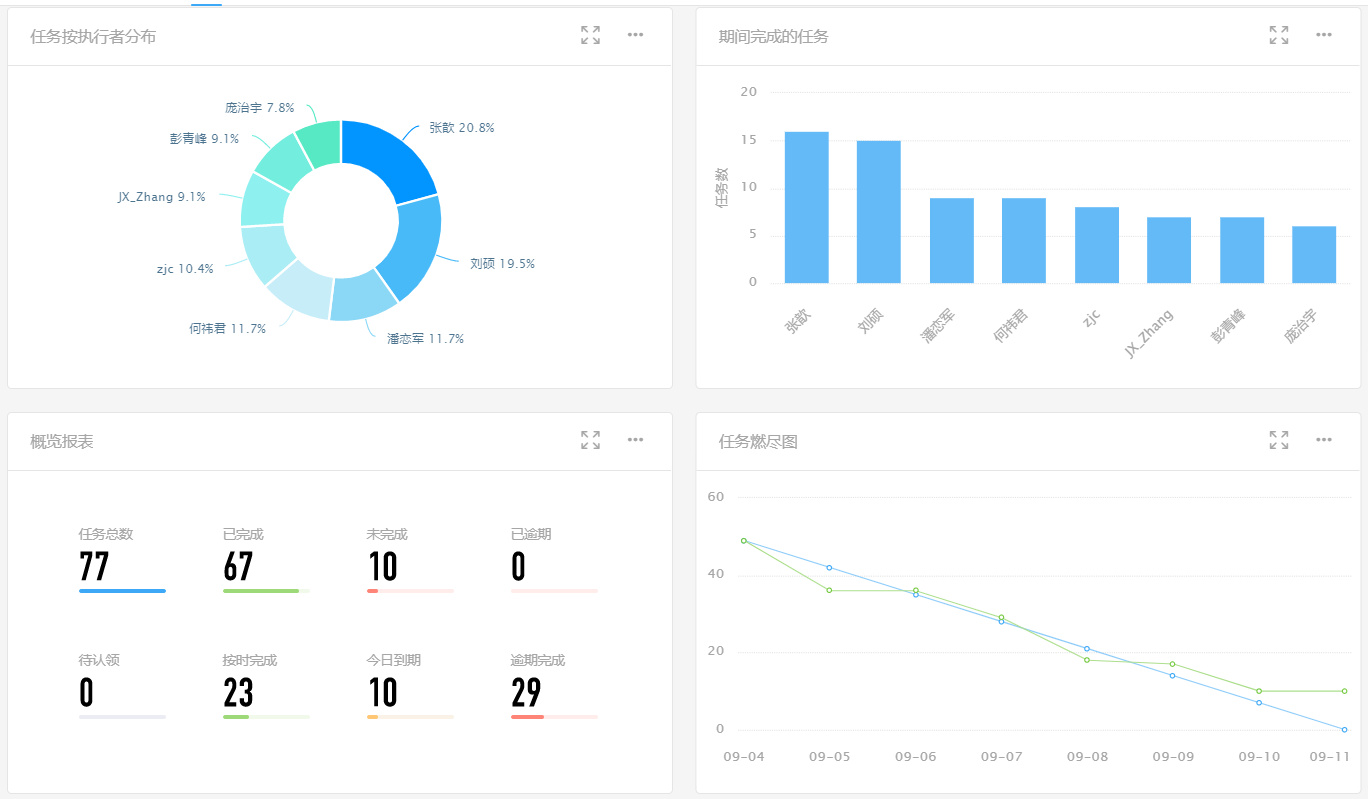 任务按执行者分布
庞治宇 7.8%
张歆 20.8%
彭青峰 9.1%
JX_Zhang 9.1%
刘硕 19.5%
zjc 10.4%
何祎君 11.7%
潘恋军 11.7%
期间完成的任务
任务数
20
15
10
5
0
张歆
刘硕
潘恋军
何祎君
zjc
JX_Zhang
彭青峰
庞治宇
概览报表
任务总数 已完成 未完成 已逾期
77 67 10 0
待认领 按时完成 今日到期 逾期完成
0 23 10 29
任务燃尽图
60
40
20
0
09-04 09-05 09-06 09-07 09-08 09-09 09-10 09-11